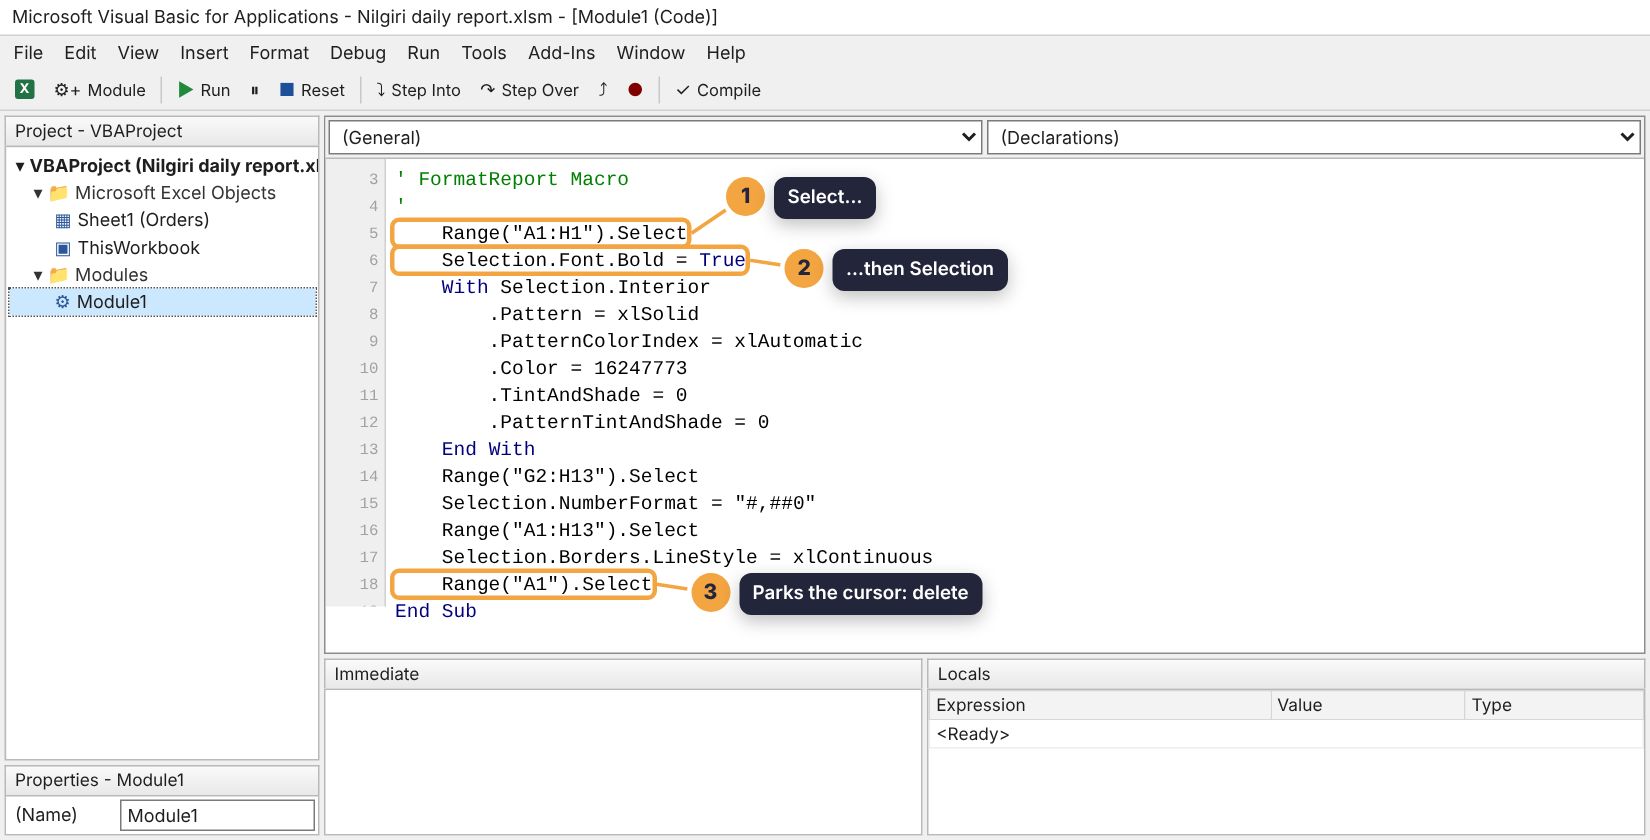 Microsoft Visual Basic for Applications - Nilgiri daily report.xlsm - [Module1 (Code)]
File Edit View Insert Format Debug Run Tools Add-Ins Window Help
Module Run Reset Step Into Step Over Compile
Project - VBAProject
(General)
(Declarations)
VBAProject (Nilgiri daily report.xl
Microsoft Excel Objects
Sheet1 (Orders)
ThisWorkbook
Modules
Module1
3 ' FormatReport Macro
4 '
5 Range("A1:H1").Select
6 Selection.Font.Bold = True
7 With Selection.Interior
8 .Pattern = xlSolid
9 .PatternColorIndex = xlAutomatic
10 .Color = 16247773
11 .TintAndShade = 0
12 .PatternTintAndShade = 0
13 End With
14 Range("G2:H13").Select
15 Selection.NumberFormat = "#,##0"
16 Range("A1:H13").Select
17 Selection.Borders.LineStyle = xlContinuous
18 Range("A1").Select
End Sub
1 Select...
2 ...then Selection
3 Parks the cursor: delete
Immediate
Locals
Expression Value Type
<Ready>
Properties - Module1
(Name) Module1